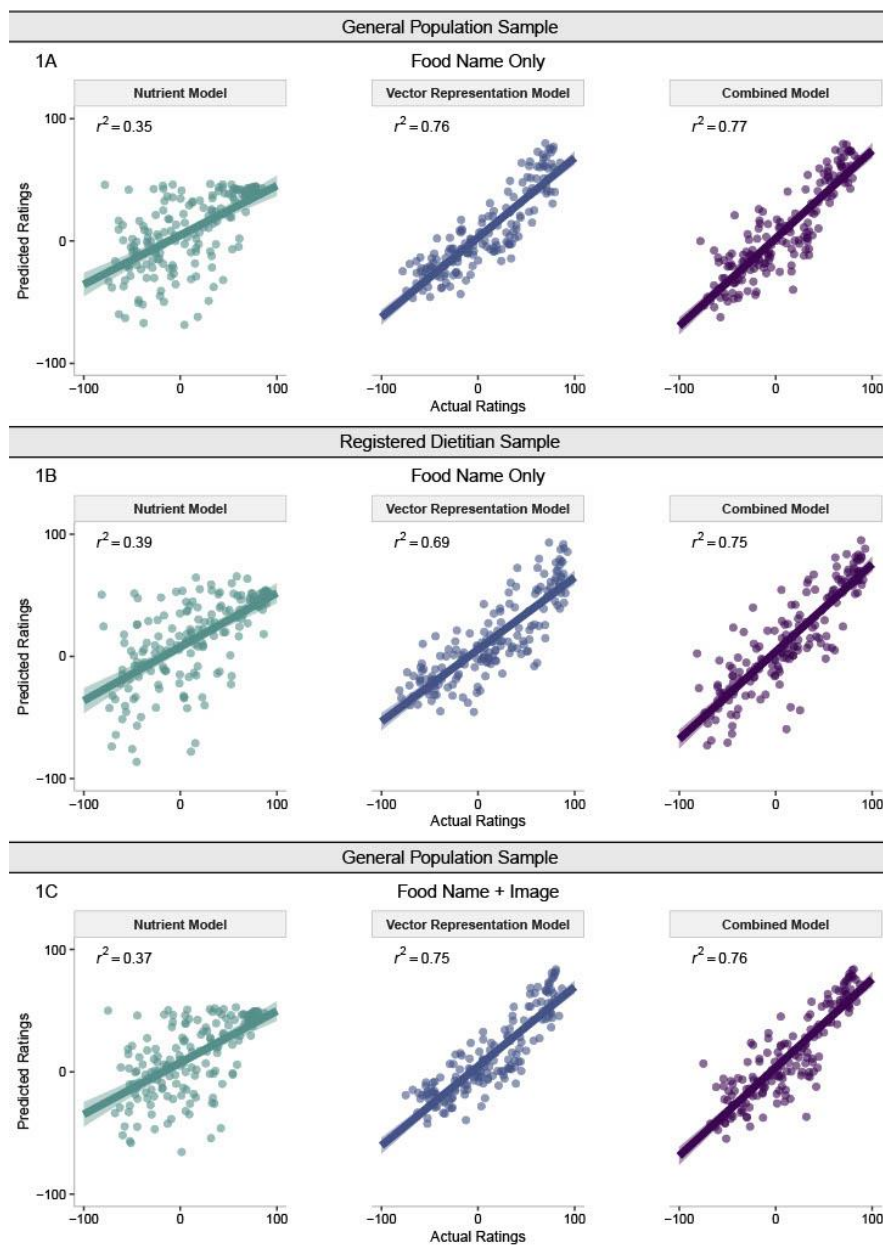 General Population Sample
1A Food Name Only
Nutrient Model Vector Representation Model Combined Model
r² = 0.35 r² = 0.76 r² = 0.77
100
0
−100
Predicted Ratings
−100 0 100 −100 0 100 −100 0 100
Actual Ratings
Registered Dietitian Sample
1B Food Name Only
Nutrient Model Vector Representation Model Combined Model
r² = 0.39 r² = 0.69 r² = 0.75
100
0
−100
Predicted Ratings
−100 0 100 −100 0 100 −100 0 100
Actual Ratings
General Population Sample
1C Food Name + Image
Nutrient Model Vector Representation Model Combined Model
r² = 0.37 r² = 0.75 r² = 0.76
100
0
−100
Predicted Ratings
−100 0 100 −100 0 100 −100 0 100
Actual Ratings